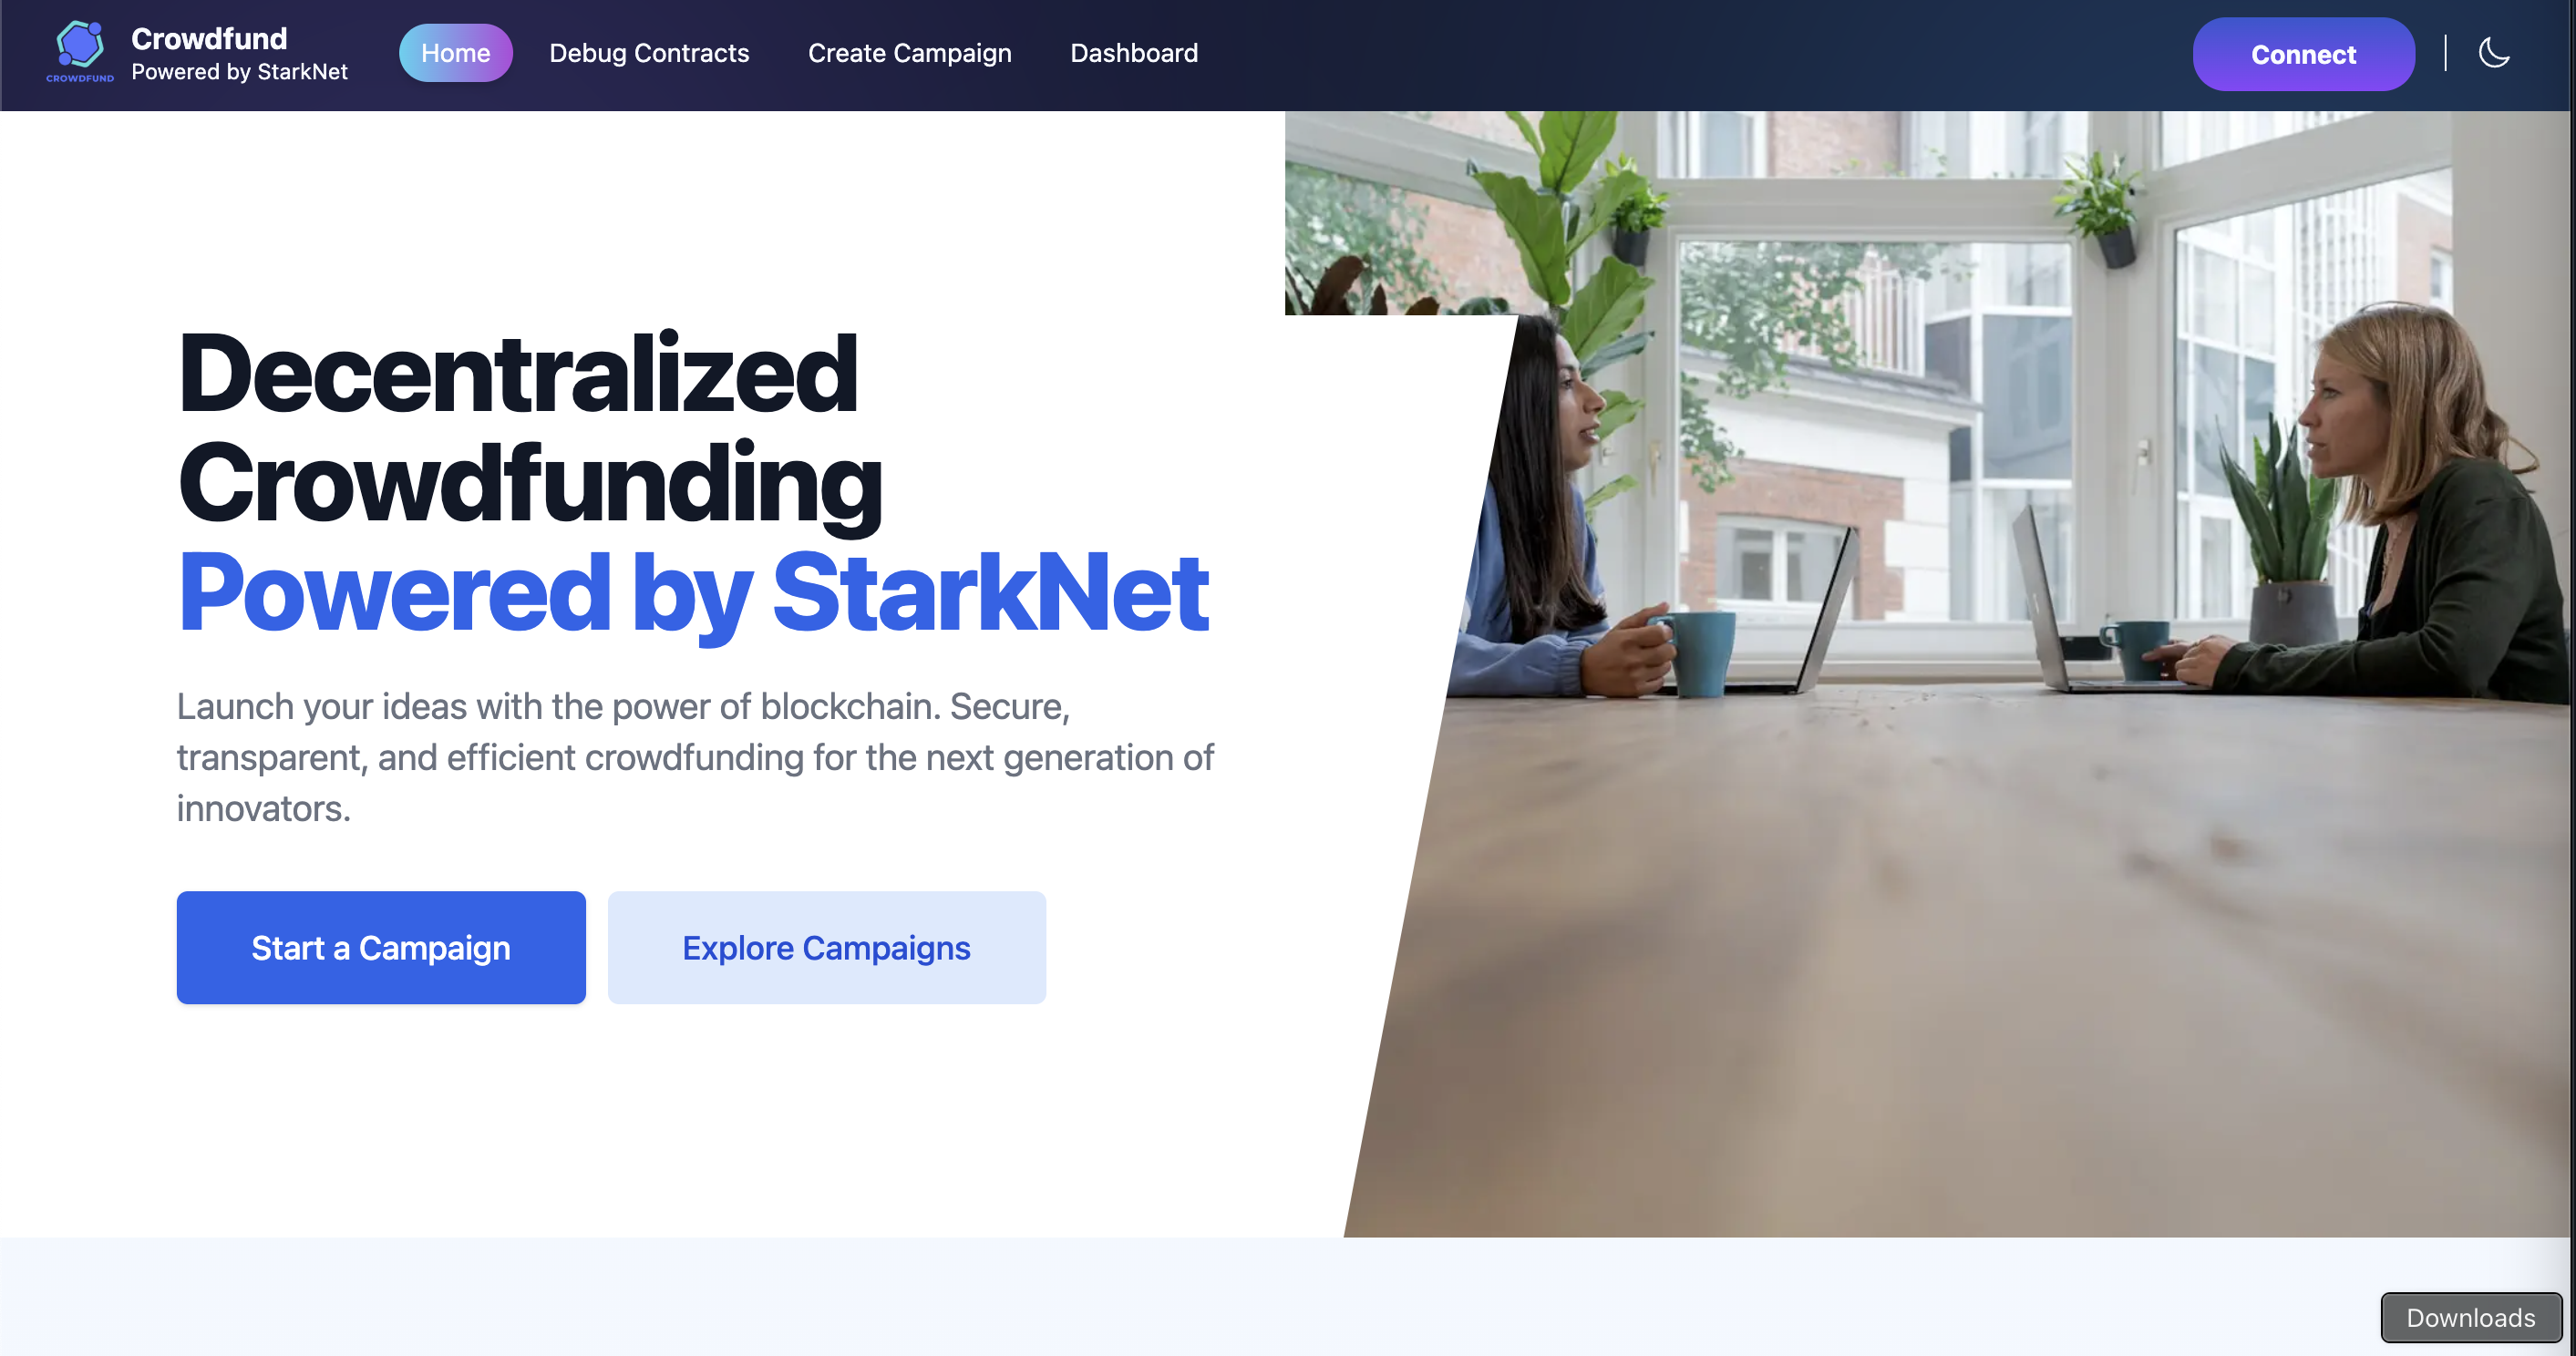 CROWDFUND
Crowdfund
Powered by StarkNet
Home
Debug Contracts
Create Campaign
Dashboard
Connect
Decentralized
Crowdfunding
Powered by StarkNet
Launch your ideas with the power of blockchain. Secure,
transparent, and efficient crowdfunding for the next generation of
innovators.
Start a Campaign
Explore Campaigns
Downloads